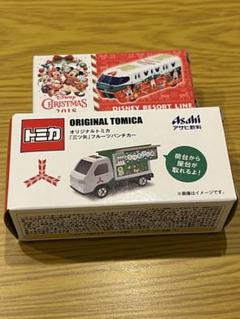 Disney
CHRISTMAS
2018
DISNEY RESORT LINE
トミカ
ORIGINAL TOMICA
Asahi
アサヒ飲料
オリジナルトミカ
「三ツ矢」フルーツパンチカー
荷台から
屋台が
取れるよ！
※画像はイメージです。